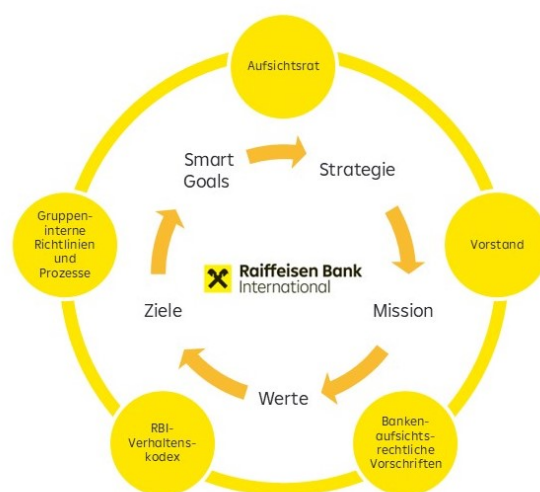 Aufsichtsrat
Smart
Goals
Strategie
Gruppen-
interne
Richtlinien
und
Prozesse
Vorstand
Raiffeisen Bank
International
Ziele
Mission
Werte
RBI-
Verhaltens-
kodex
Banken-
aufsichts-
rechtliche
Vorschriften